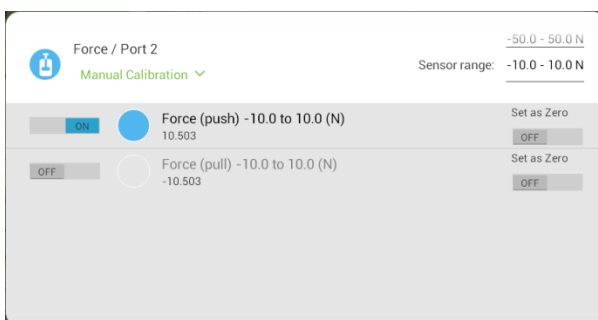 Force / Port 2
Manual Calibration
-50.0 - 50.0 N
Sensor range: -10.0 - 10.0 N
ON
Force (push) -10.0 to 10.0 (N)
10.503
Set as Zero
OFF
OFF
Force (pull) -10.0 to 10.0 (N)
-10.503
Set as Zero
OFF